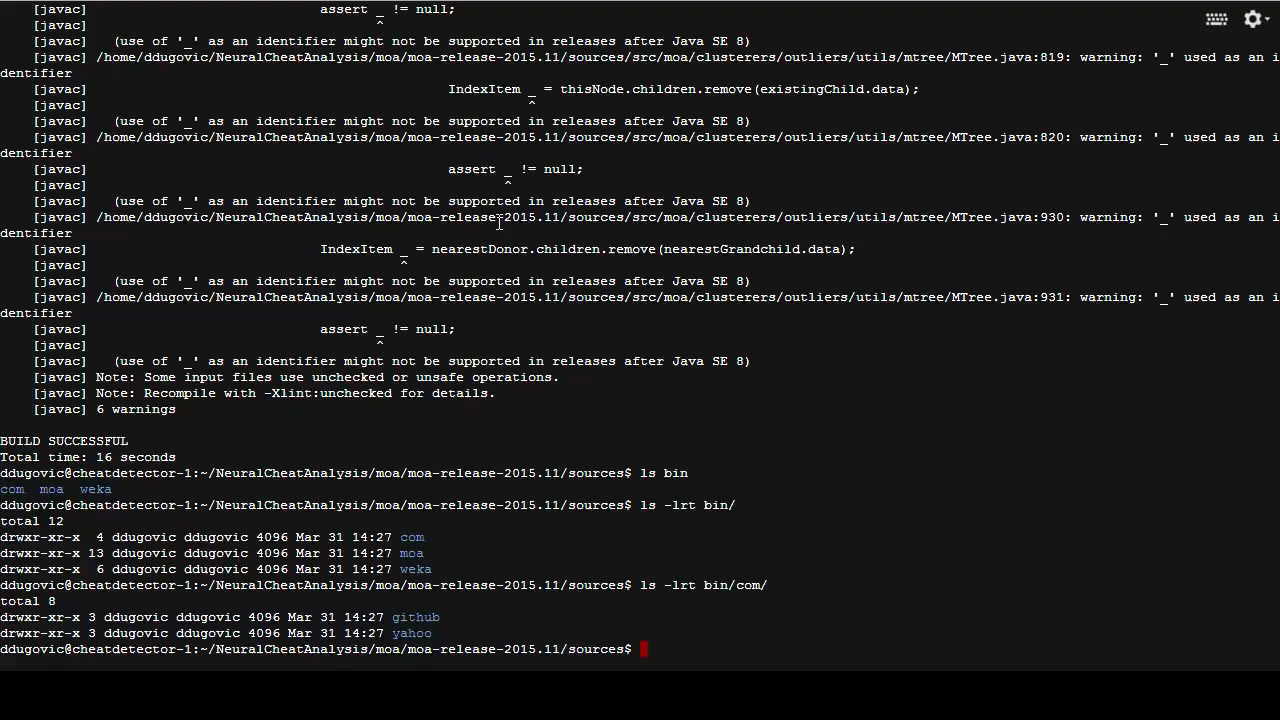 [javac]                             assert _ != null;
[javac]                                    ^
[javac]   (use of '_' as an identifier might not be supported in releases after Java SE 8)
[javac] /home/ddugovic/NeuralCheatAnalysis/moa/moa-release-2015.11/sources/src/moa/clusterers/outliers/utils/mtree/MTree.java:819: warning: '_' used as an i
dentifier
[javac]                                             IndexItem _ = thisNode.children.remove(existingChild.data);
[javac]                                                       ^
[javac]   (use of '_' as an identifier might not be supported in releases after Java SE 8)
[javac] /home/ddugovic/NeuralCheatAnalysis/moa/moa-release-2015.11/sources/src/moa/clusterers/outliers/utils/mtree/MTree.java:820: warning: '_' used as an i
dentifier
[javac]                                             assert _ != null;
[javac]                                                    ^
[javac]   (use of '_' as an identifier might not be supported in releases after Java SE 8)
[javac] /home/ddugovic/NeuralCheatAnalysis/moa/moa-release-2015.11/sources/src/moa/clusterers/outliers/utils/mtree/MTree.java:930: warning: '_' used as an i
dentifier
[javac]                             IndexItem _ = nearestDonor.children.remove(nearestGrandchild.data);
[javac]                                       ^
[javac]   (use of '_' as an identifier might not be supported in releases after Java SE 8)
[javac] /home/ddugovic/NeuralCheatAnalysis/moa/moa-release-2015.11/sources/src/moa/clusterers/outliers/utils/mtree/MTree.java:931: warning: '_' used as an i
dentifier
[javac]                             assert _ != null;
[javac]                                    ^
[javac]   (use of '_' as an identifier might not be supported in releases after Java SE 8)
[javac] Note: Some input files use unchecked or unsafe operations.
[javac] Note: Recompile with -Xlint:unchecked for details.
[javac] 6 warnings
BUILD SUCCESSFUL
Total time: 16 seconds
ddugovic@cheatdetector-1:~/NeuralCheatAnalysis/moa/moa-release-2015.11/sources$ ls bin
com  moa  weka
ddugovic@cheatdetector-1:~/NeuralCheatAnalysis/moa/moa-release-2015.11/sources$ ls -lrt bin/
total 12
drwxr-xr-x  4 ddugovic ddugovic 4096 Mar 31 14:27 com
drwxr-xr-x 13 ddugovic ddugovic 4096 Mar 31 14:27 moa
drwxr-xr-x  6 ddugovic ddugovic 4096 Mar 31 14:27 weka
ddugovic@cheatdetector-1:~/NeuralCheatAnalysis/moa/moa-release-2015.11/sources$ ls -lrt bin/com/
total 8
drwxr-xr-x 3 ddugovic ddugovic 4096 Mar 31 14:27 github
drwxr-xr-x 3 ddugovic ddugovic 4096 Mar 31 14:27 yahoo
ddugovic@cheatdetector-1:~/NeuralCheatAnalysis/moa/moa-release-2015.11/sources$